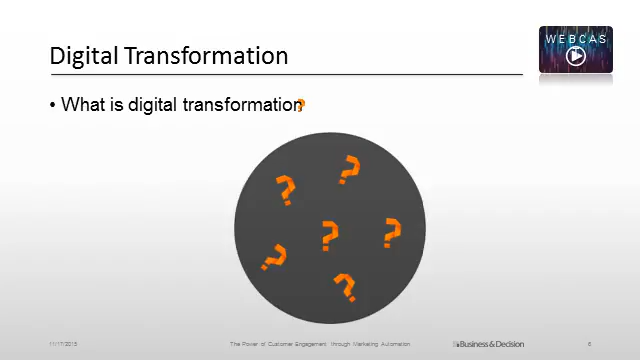 WEBCAS
Digital Transformation
• What is digital transformation?
? ? ? ? ? ?
11/17/2015
The Power of Customer Engagement through Marketing Automation
Business & Decision
6